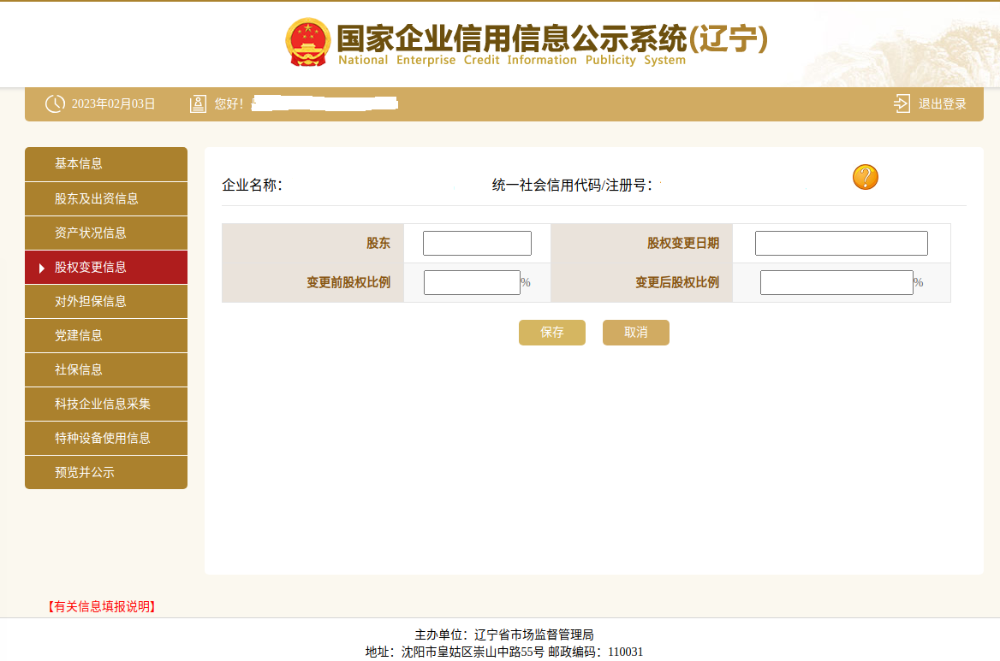 国家企业信用信息公示系统(辽宁)
National Enterprise Credit Information Publicity System
2023年02月03日 您好! 退出登录
基本信息
股东及出资信息
资产状况信息
股权变更信息
对外担保信息
党建信息
社保信息
科技企业信息采集
特种设备使用信息
预览并公示
企业名称: 统一社会信用代码/注册号: ?
股东 股权变更日期
变更前股权比例 % 变更后股权比例 %
保存 取消
【有关信息填报说明】
主办单位：辽宁省市场监督管理局
地址：沈阳市皇姑区崇山中路55号 邮政编码：110031